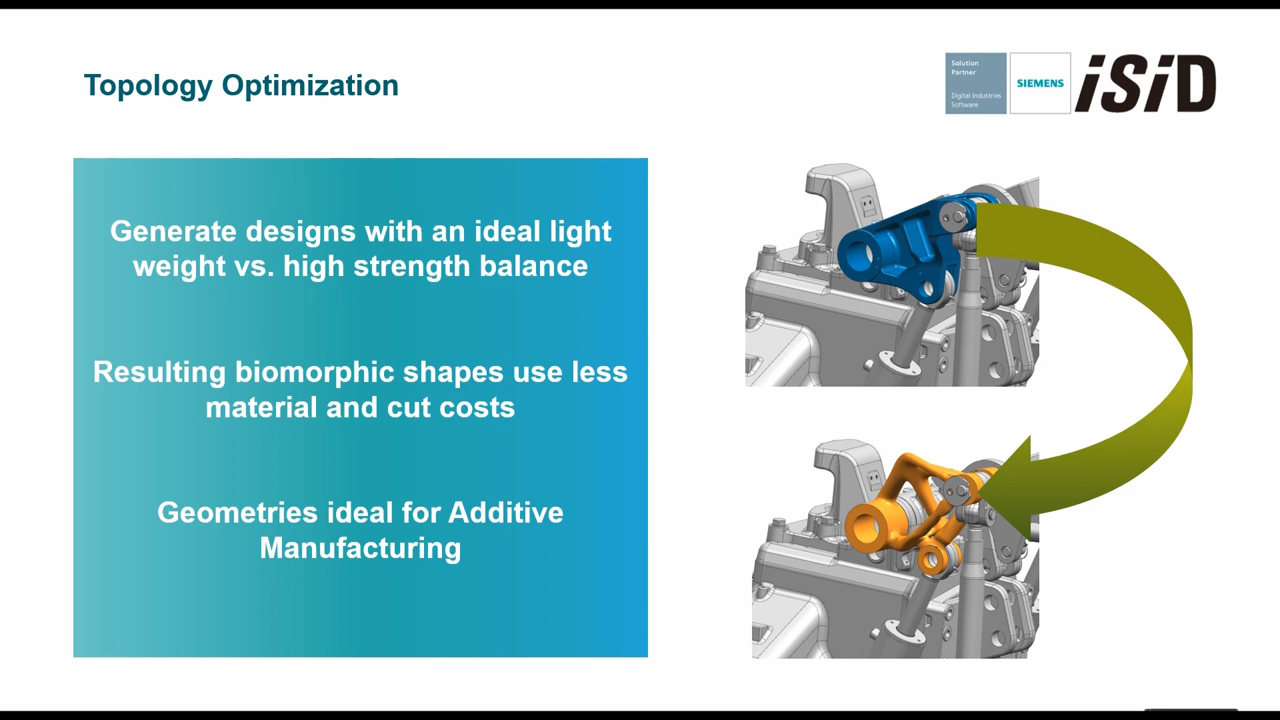 Topology Optimization
Solution
Partner
Digital Industries
Software
SIEMENS
iSiD
Generate designs with an ideal light
weight vs. high strength balance
Resulting biomorphic shapes use less
material and cut costs
Geometries ideal for Additive
Manufacturing